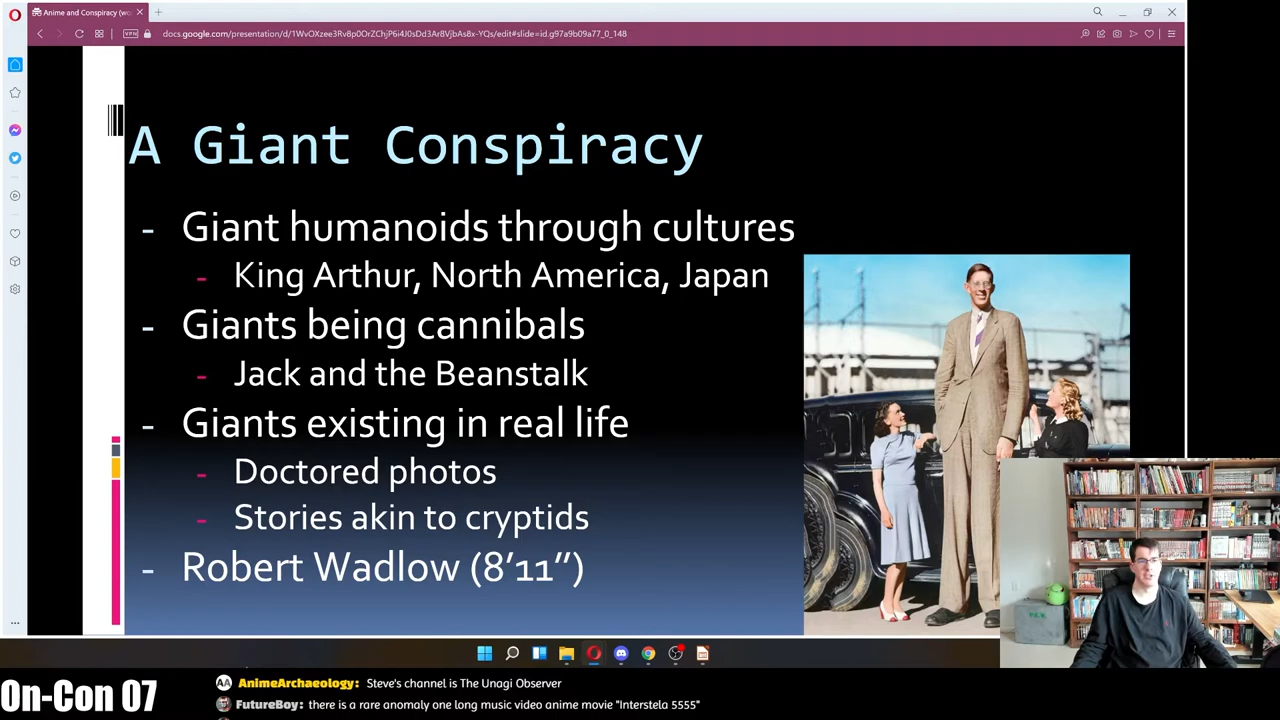 Anime and Conspiracy (wo
docs.google.com/presentation/d/1WvOXzee3Rv8p0OrZChjP6i4J0sDd3Ar8VjbAs8x-YQs/edit#slide=id.g97a9b09a77_0_148
VPN
A Giant Conspiracy
- Giant humanoids through cultures
- King Arthur, North America, Japan
- Giants being cannibals
- Jack and the Beanstalk
- Giants existing in real life
- Doctored photos
- Stories akin to cryptids
- Robert Wadlow (8’11”)
On-Con 07
AA AnimeArchaeology: Steve's channel is The Unagi Observer
FutureBoy: there is a rare anomaly one long music video anime movie "Interstela 5555"